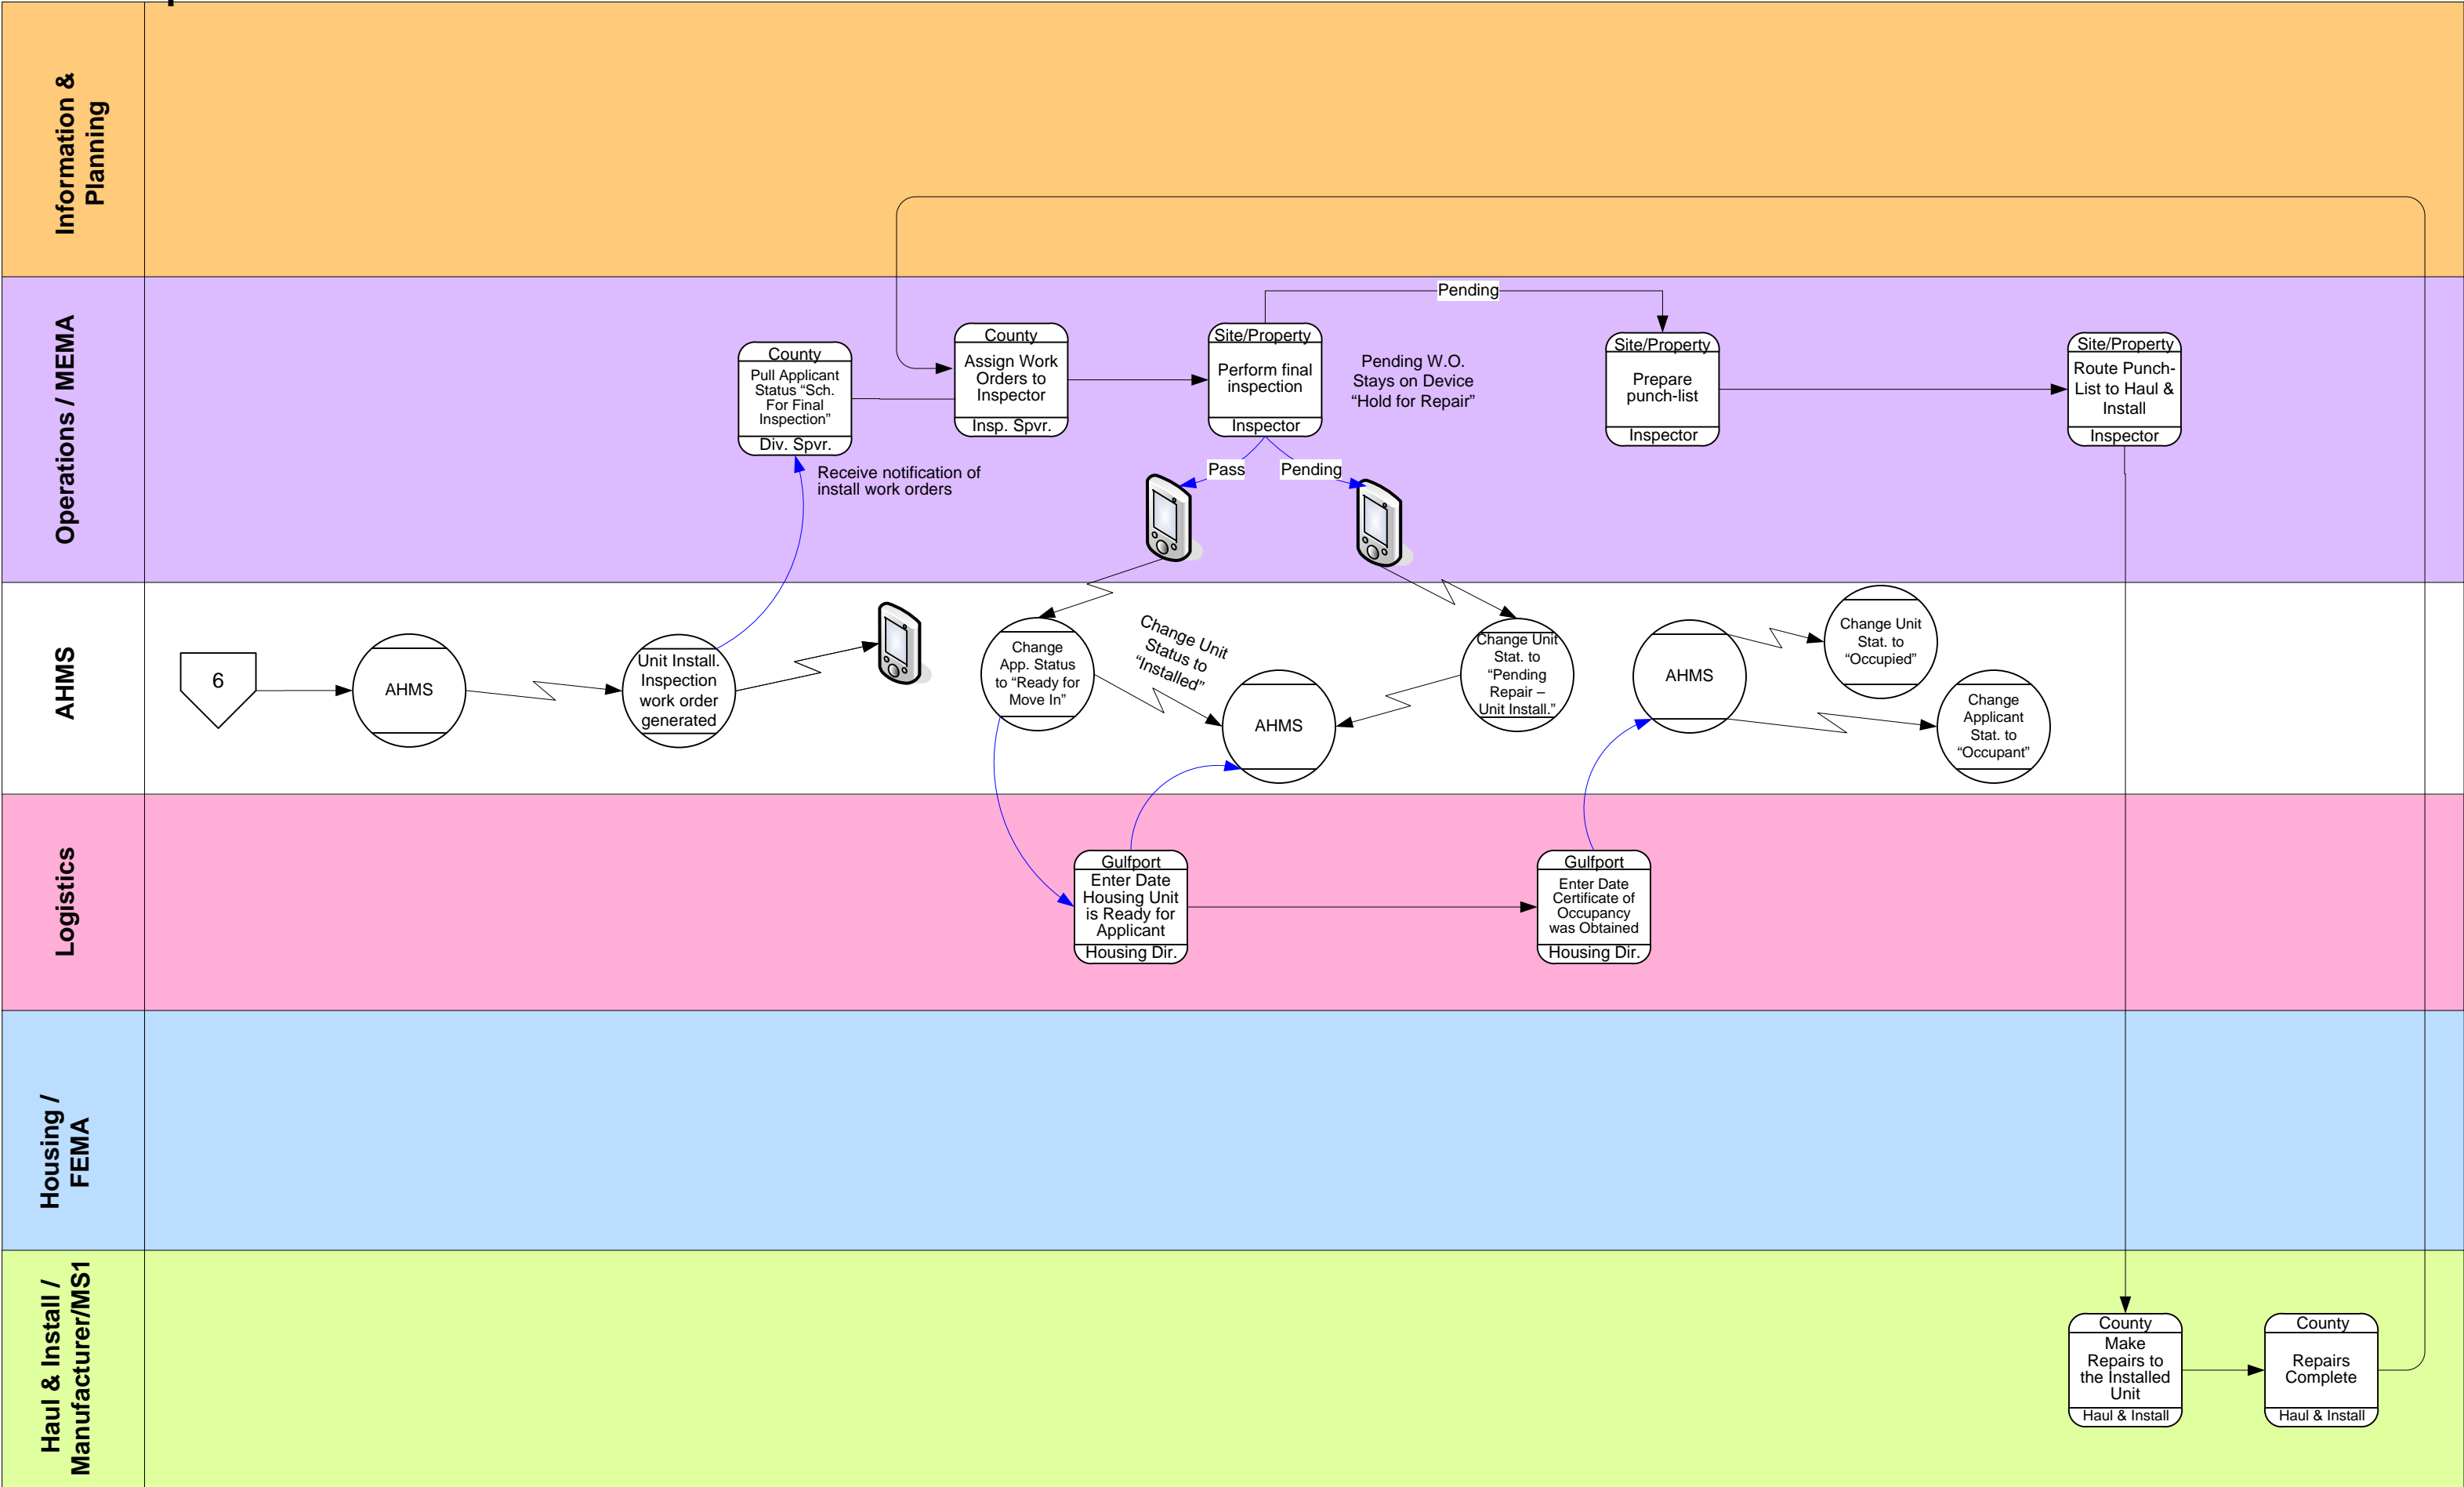 Information &
Planning
Operations / MEMA
Pending
County
Pull Applicant
Status “Sch.
For Final
Inspection”
Div. Spvr.
County
Assign Work
Orders to
Inspector
Insp. Spvr.
Site/Property
Perform final
inspection
Inspector
Pending W.O.
Stays on Device
“Hold for Repair”
Site/Property
Prepare
punch-list
Inspector
Site/Property
Route Punch-
List to Haul &
Install
Inspector
Receive notification of
install work orders
Pass
Pending
AHMS
6
AHMS
Unit Install.
Inspection
work order
generated
Change
App. Status
to “Ready for
Move In”
Change Unit
Status to
“Installed”
AHMS
Change Unit
Stat. to
“Pending
Repair –
Unit Install.”
AHMS
Change Unit
Stat. to
“Occupied”
Change
Applicant
Stat. to
“Occupant”
Logistics
Gulfport
Enter Date
Housing Unit
is Ready for
Applicant
Housing Dir.
Gulfport
Enter Date
Certificate of
Occupancy
was Obtained
Housing Dir.
Housing /
FEMA
Haul & Install /
Manufacturer/MS1
County
Make
Repairs to
the Installed
Unit
Haul & Install
County
Repairs
Complete
Haul & Install